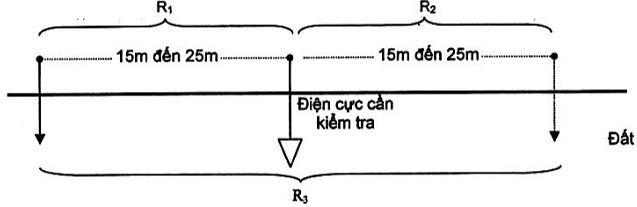 R₁
R₂
15m đến 25m
15m đến 25m
Điện cực cần
kiểm tra
Đất
R₃